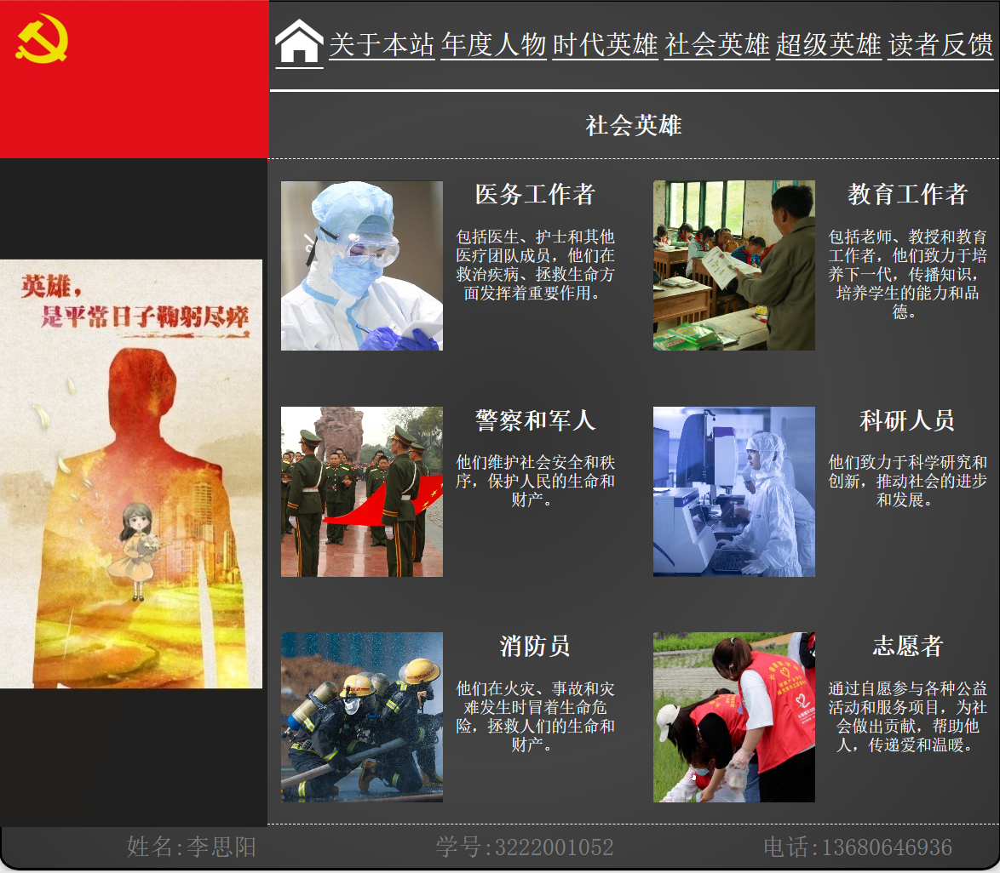 关于本站 年度人物 时代英雄 社会英雄 超级英雄 读者反馈
社会英雄
英雄，
是平常日子鞠躬尽瘁
医务工作者
包括医生、护士和其他
医疗团队成员，他们在
救治疾病、拯救生命方
面发挥着重要作用。
教育工作者
包括老师、教授和教育
工作者，他们致力于培
养下一代，传播知识，
培养学生的能力和品
德。
警察和军人
他们维护社会安全和秩
序，保护人民的生命和
财产。
科研人员
他们致力于科学研究和
创新，推动社会的进步
和发展。
消防员
他们在火灾、事故和灾
难发生时冒着生命危
险，拯救人们的生命和
财产。
志愿者
通过自愿参与各种公益
活动和服务项目，为社
会做出贡献，帮助他
人，传递爱和温暖。
姓名:李思阳 学号:3222001052 电话:13680646936